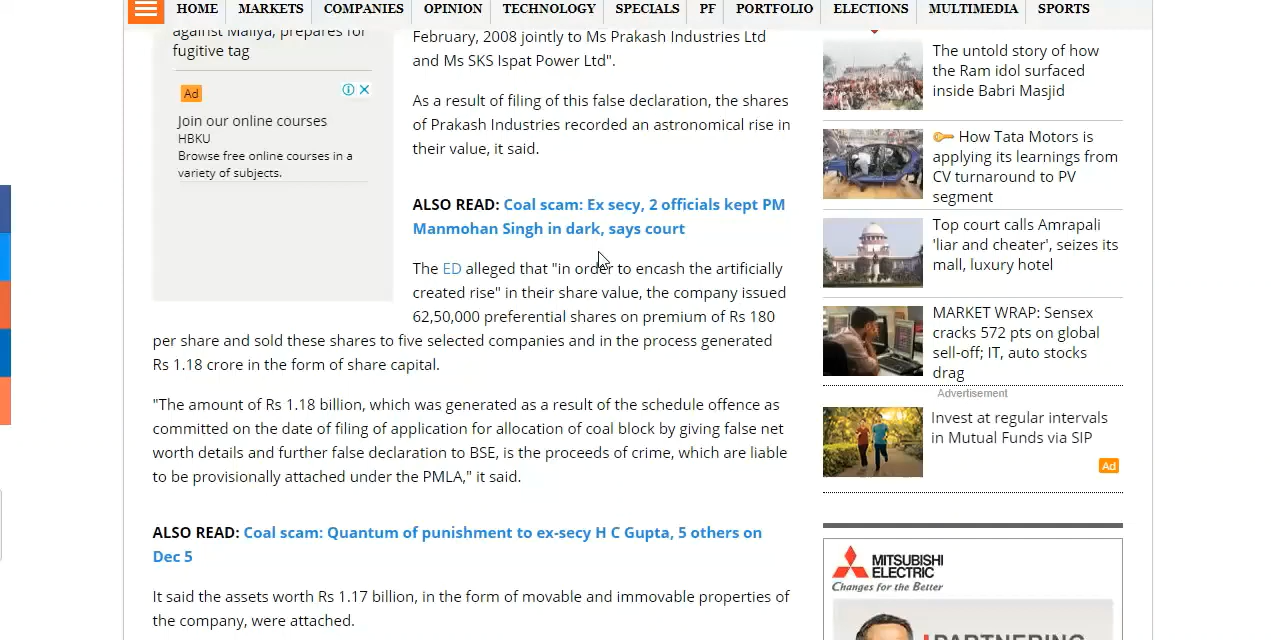 HOME MARKETS COMPANIES OPINION TECHNOLOGY SPECIALS PF PORTFOLIO ELECTIONS MULTIMEDIA SPORTS
against Mallya, prepares for
fugitive tag
Ad
Join our online courses
HBKU
Browse free online courses in a
variety of subjects.
February, 2008 jointly to Ms Prakash Industries Ltd
and Ms SKS Ispat Power Ltd".
As a result of filing of this false declaration, the shares
of Prakash Industries recorded an astronomical rise in
their value, it said.
ALSO READ: Coal scam: Ex secy, 2 officials kept PM
Manmohan Singh in dark, says court
The ED alleged that "in order to encash the artificially
created rise" in their share value, the company issued
62,50,000 preferential shares on premium of Rs 180
per share and sold these shares to five selected companies and in the process generated
Rs 1.18 crore in the form of share capital.
"The amount of Rs 1.18 billion, which was generated as a result of the schedule offence as
committed on the date of filing of application for allocation of coal block by giving false net
worth details and further false declaration to BSE, is the proceeds of crime, which are liable
to be provisionally attached under the PMLA," it said.
ALSO READ: Coal scam: Quantum of punishment to ex-secy H C Gupta, 5 others on
Dec 5
It said the assets worth Rs 1.17 billion, in the form of movable and immovable properties of
the company, were attached.
The untold story of how
the Ram idol surfaced
inside Babri Masjid
How Tata Motors is
applying its learnings from
CV turnaround to PV
segment
Top court calls Amrapali
'liar and cheater', seizes its
mall, luxury hotel
MARKET WRAP: Sensex
cracks 572 pts on global
sell-off; IT, auto stocks
drag
Advertisement
Invest at regular intervals
in Mutual Funds via SIP
Ad
MITSUBISHI
ELECTRIC
Changes for the Better
PARTNERING